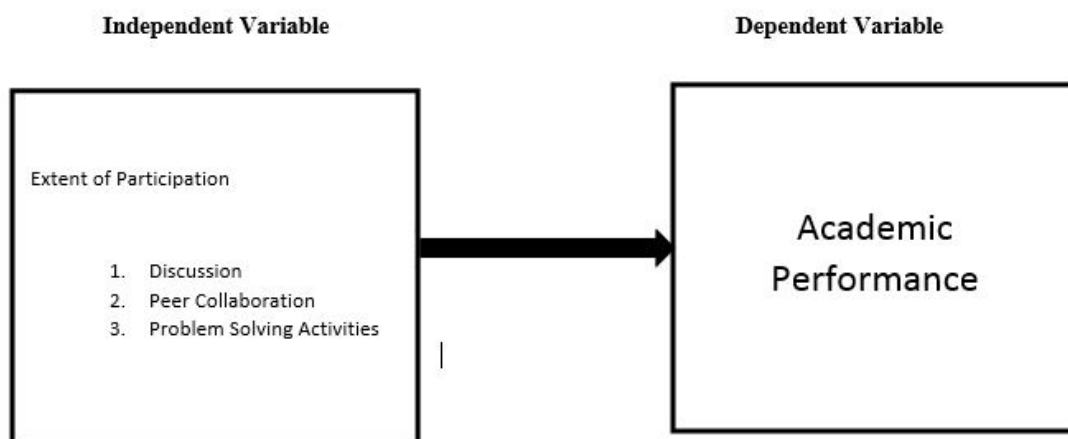 Independent Variable
Dependent Variable
Extent of Participation
1. Discussion
2. Peer Collaboration
3. Problem Solving Activities
Academic
Performance